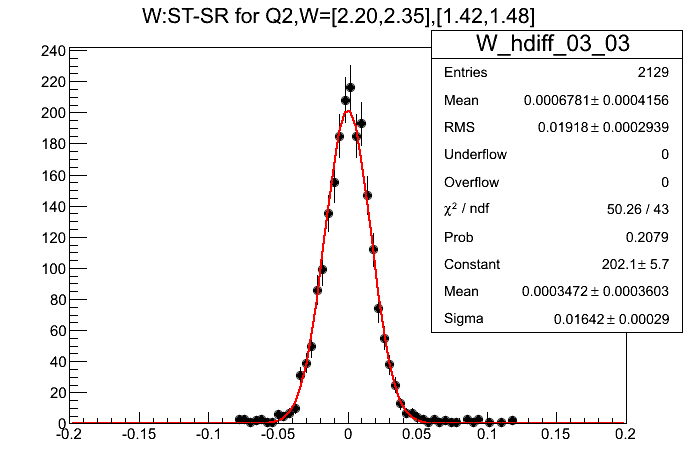 W:ST-SR for Q2,W=[2.20,2.35],[1.42,1.48]
W_hdiff_03_03
Entries 2129
Mean 0.0006781± 0.0004156
RMS 0.01918± 0.0002939
Underflow 0
Overflow 0
χ² / ndf 50.26 / 43
Prob 0.2079
Constant 202.1± 5.7
Mean 0.0003472± 0.0003603
Sigma 0.01642± 0.00029
240
220
200
180
160
140
120
100
80
60
40
20
0
-0.2 -0.15 -0.1 -0.05 0 0.05 0.1 0.15 0.2